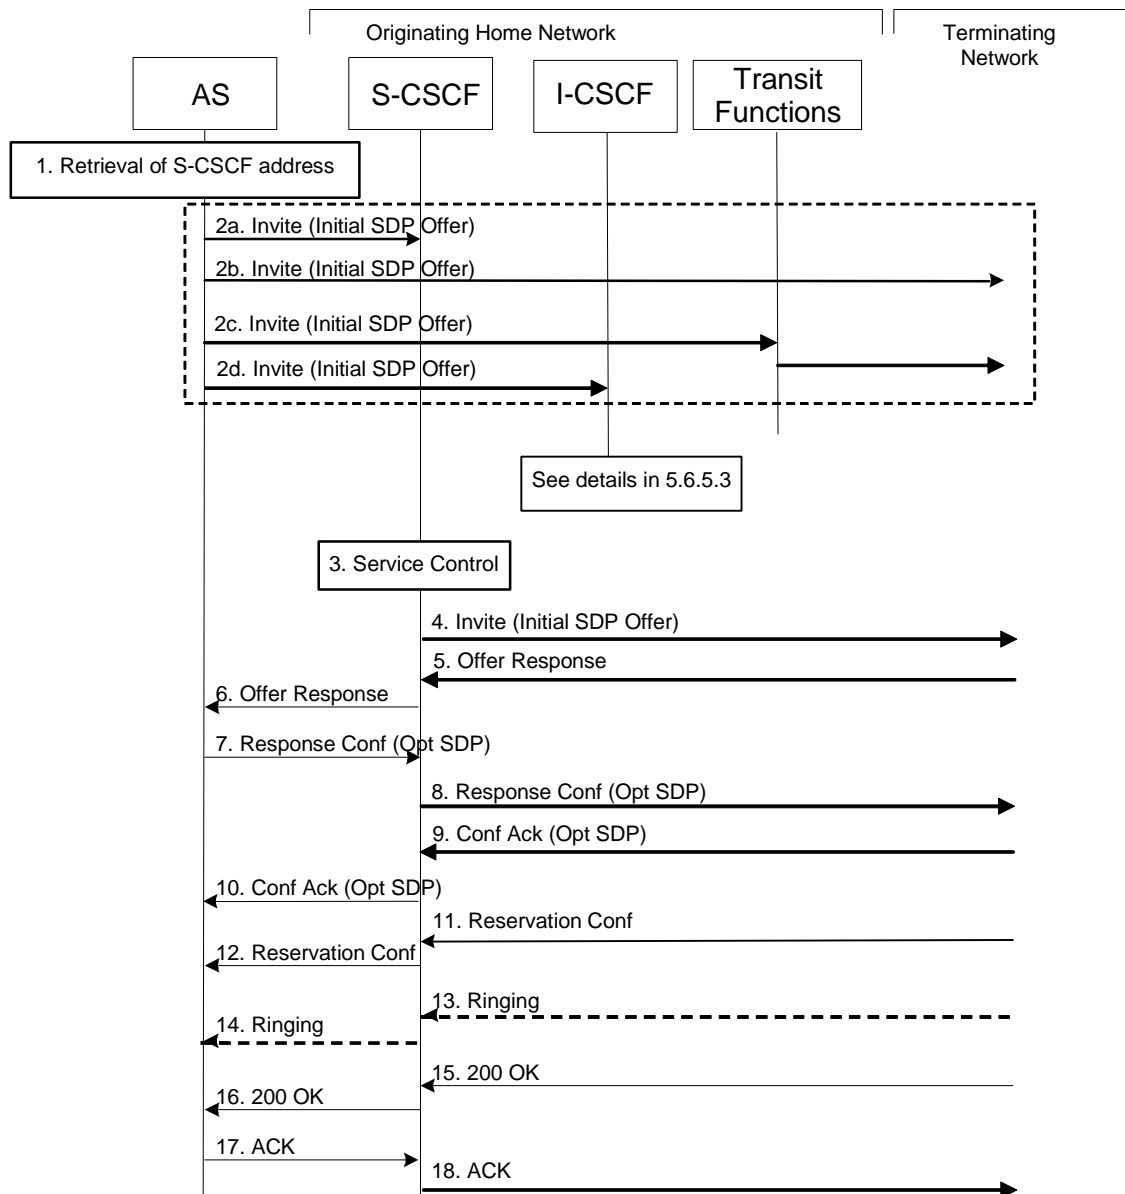 Originating Home Network
Terminating
Network
AS
S-CSCF
I-CSCF
Transit
Functions
1. Retrieval of S-CSCF address
2a. Invite (Initial SDP Offer)
2b. Invite (Initial SDP Offer)
2c. Invite (Initial SDP Offer)
2d. Invite (Initial SDP Offer)
See details in 5.6.5.3
3. Service Control
4. Invite (Initial SDP Offer)
5. Offer Response
6. Offer Response
7. Response Conf (Opt SDP)
8. Response Conf (Opt SDP)
9. Conf Ack (Opt SDP)
10. Conf Ack (Opt SDP)
11. Reservation Conf
12. Reservation Conf
13. Ringing
14. Ringing
15. 200 OK
16. 200 OK
17. ACK
18. ACK